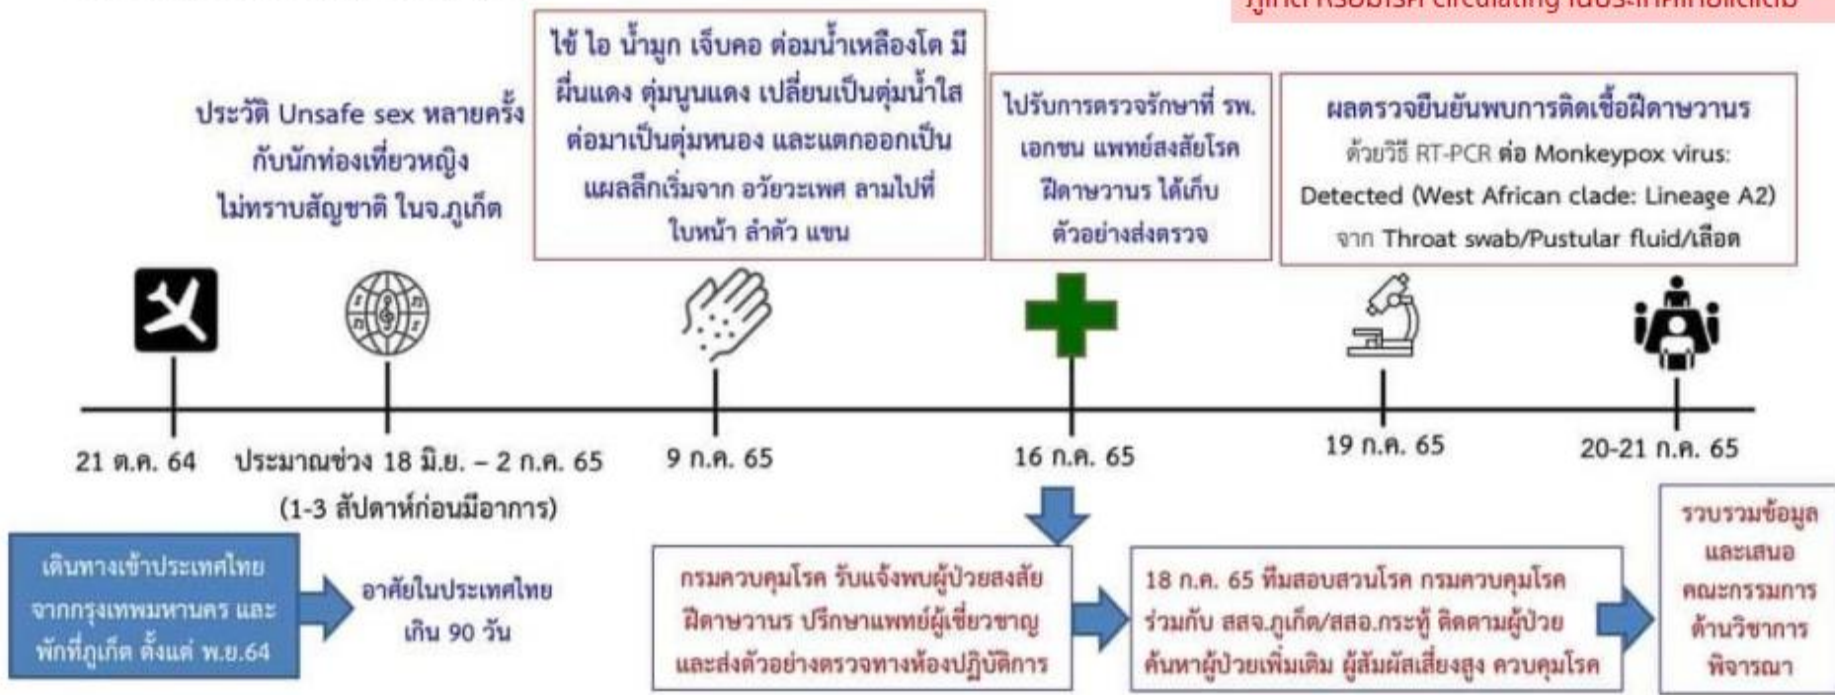 ประวัติ Unsafe sex หลายครั้ง
กับนักท่องเที่ยวหญิง
ไม่ทราบสัญชาติ ในจ.ภูเก็ต
ไข้ ไอ น้ำมูก เจ็บคอ ต่อมน้ำเหลืองโต มี
ผื่นแดง ตุ่มนูนแดง เปลี่ยนเป็นตุ่มน้ำใส
ต่อมาเป็นตุ่มหนอง และแตกออกเป็น
แผลลึกเริ่มจาก อวัยวะเพศ ลามไปที่
ใบหน้า ลำตัว แขน
ไปรับการตรวจรักษาที่ รพ.
เอกชน แพทย์สงสัยโรค
ฝีดาษวานร ได้เก็บ
ตัวอย่างส่งตรวจ
ผลตรวจยืนยันพบการติดเชื้อฝีดาษวานร
ด้วยวิธี RT-PCR ต่อ Monkeypox virus:
Detected (West African clade: Lineage A2)
จาก Throat swab/Pustular fluid/เลือด
21 ต.ค. 64
ประมาณช่วง 18 มิ.ย. – 2 ก.ค. 65
(1-3 สัปดาห์ก่อนมีอาการ)
9 ก.ค. 65
16 ก.ค. 65
19 ก.ค. 65
20-21 ก.ค. 65
เดินทางเข้าประเทศไทย
จากกรุงเทพมหานคร และ
พักที่ภูเก็ต ตั้งแต่ พ.ย.64
อาศัยในประเทศไทย
เกิน 90 วัน
กรมควบคุมโรค รับแจ้งพบผู้ป่วยสงสัย
ฝีดาษวานร ปรึกษาแพทย์ผู้เชี่ยวชาญ
และส่งตัวอย่างตรวจทางห้องปฏิบัติการ
18 ก.ค. 65 ทีมสอบสวนโรค กรมควบคุมโรค
ร่วมกับ สสจ.ภูเก็ต/สสอ.กระทู้ ติดตามผู้ป่วย
ค้นหาผู้ป่วยเพิ่มเติม ผู้สัมผัสเสี่ยงสูง ควบคุมโรค
รวบรวมข้อมูล
และเสนอ
คณะกรรมการ
ด้านวิชาการ
พิจารณา